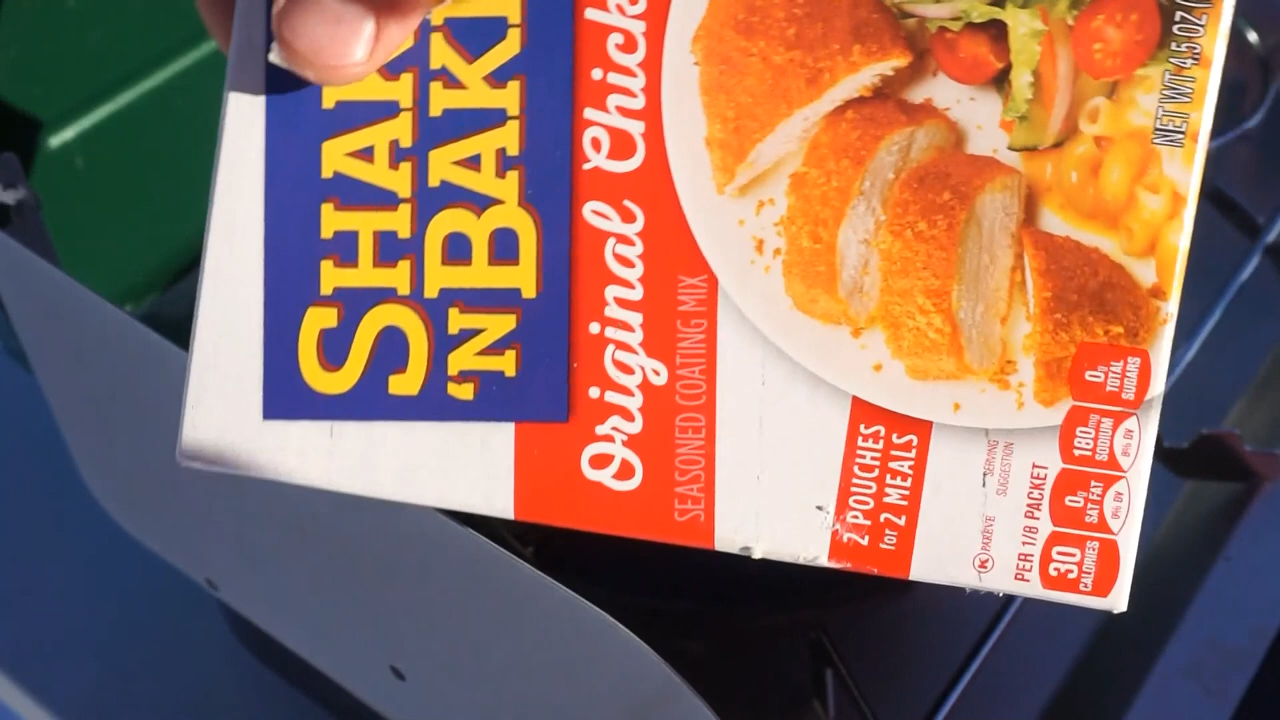 SHAK
'N BAK
Original Chick
SEASONED COATING MIX
NET WT 4.5 OZ (
2 POUCHES
for 2 MEALS
SERVING
SUGGESTION
K PAREVE
PER 1/8 PACKET
30
CALORIES
0g
SAT FAT
0% DV
180mg
SODIUM
8% DV
0g
TOTAL
SUGARS